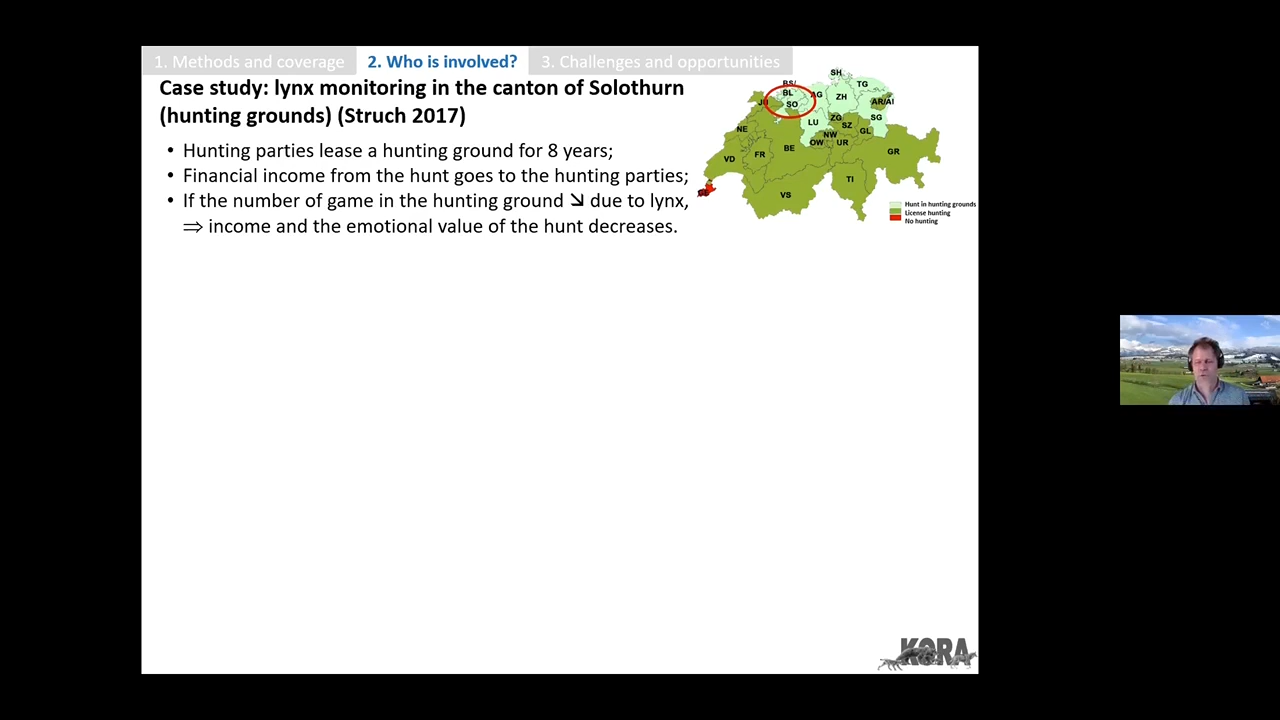 1. Methods and coverage
2. Who is involved?
3. Challenges and opportunities
Case study: lynx monitoring in the canton of Solothurn
(hunting grounds) (Struch 2017)
• Hunting parties lease a hunting ground for 8 years;
• Financial income from the hunt goes to the hunting parties;
• If the number of game in the hunting ground ↘ due to lynx,
⇒ income and the emotional value of the hunt decreases.
SH
BS/
BL
AG
TG
ZH
JU
SO
AR/AI
LU
ZG
SG
SZ
NE
GL
NW
OW
UR
BE
FR
GR
VD
TI
VS
Hunt in hunting grounds
License hunting
No hunting
KORA